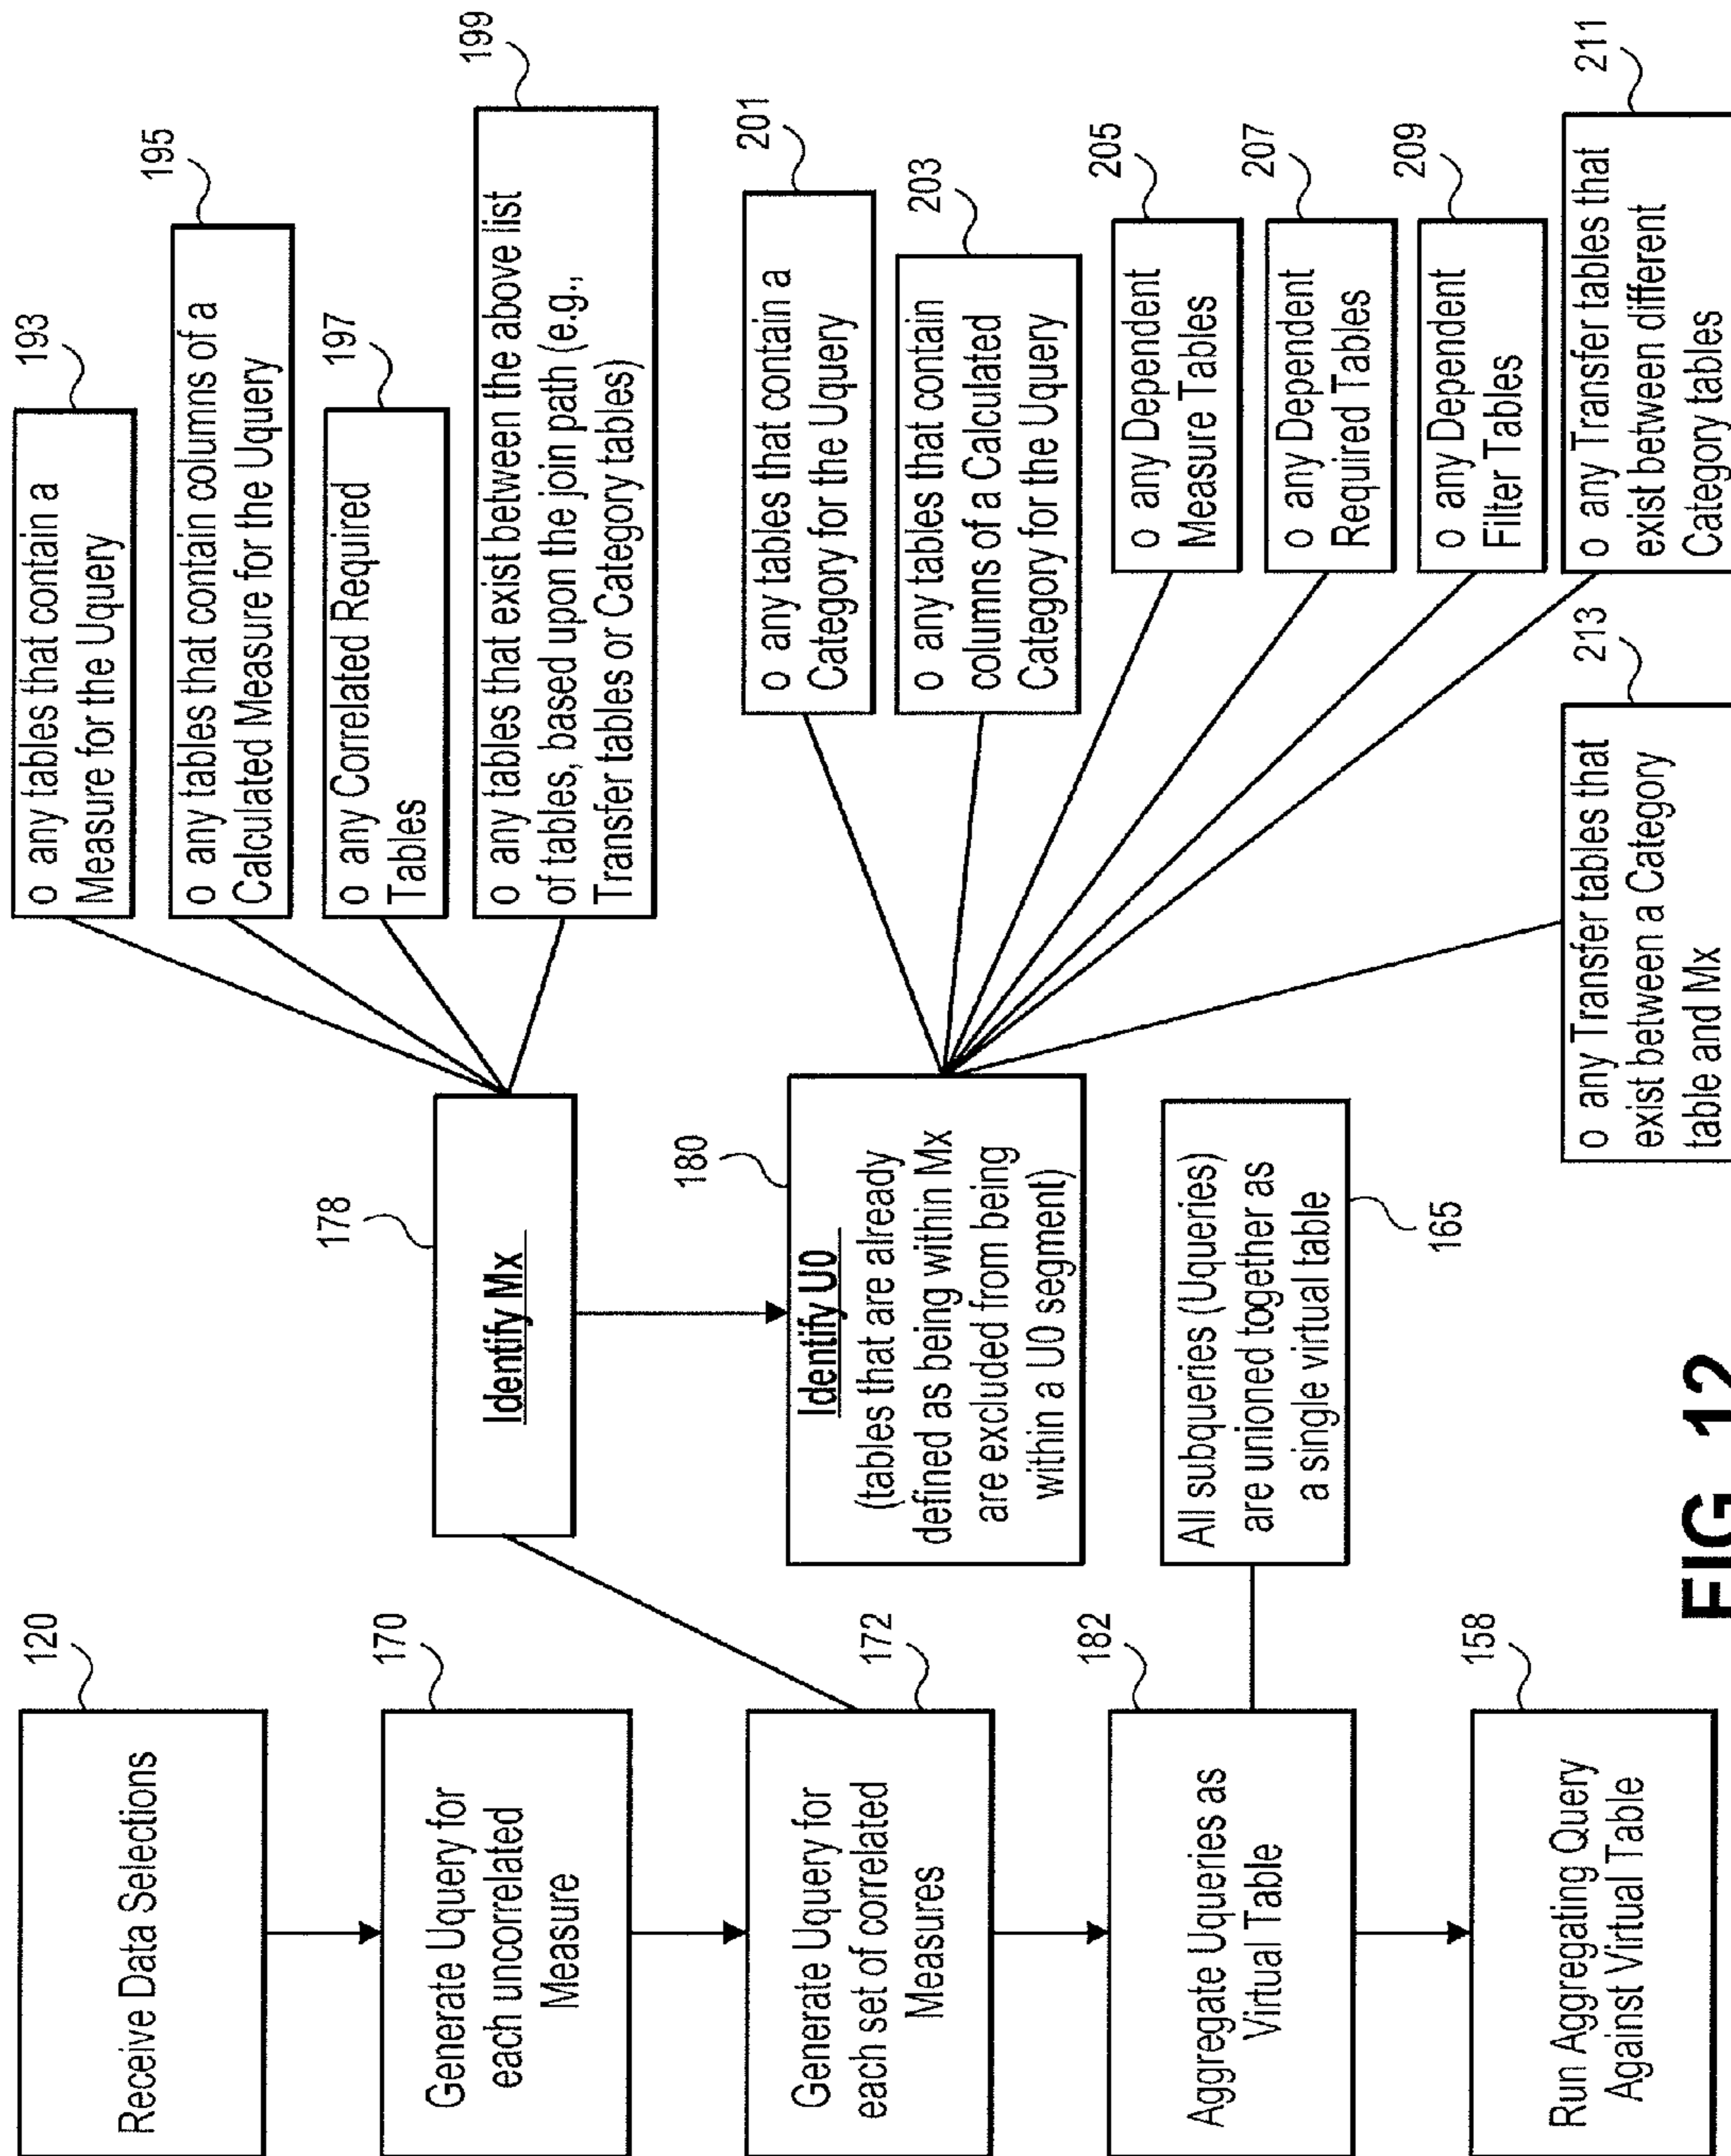 120
Receive Data Selections
170
Generate Uquery for
each uncorrelated
Measure
172
Generate Uquery for
each set of correlated
Measures
182
Aggregate Uqueries as
Virtual Table
158
Run Aggregating Query
Against Virtual Table
178
Identify Mx
180
Identify U0
(tables that are already
defined as being within Mx
are excluded from being
within a U0 segment)
All subqueries (Uqueries)
are unioned together as
a single virtual table
165
193
o any tables that contain a
Measure for the Uquery
195
o any tables that contain columns of a
Calculated Measure for the Uquery
197
o any Correlated Required
Tables
199
o any tables that exist between the above list
of tables, based upon the join path (e.g.,
Transfer tables or Category tables)
201
o any tables that contain a
Category for the Uquery
203
o any tables that contain
columns of a Calculated
Category for the Uquery
205
o any Dependent
Measure Tables
207
o any Dependent
Required Tables
209
o any Dependent
Filter Tables
211
o any Transfer tables that
exist between different
Category tables
213
o any Transfer tables that
exist between a Category
table and Mx
FIG. 12